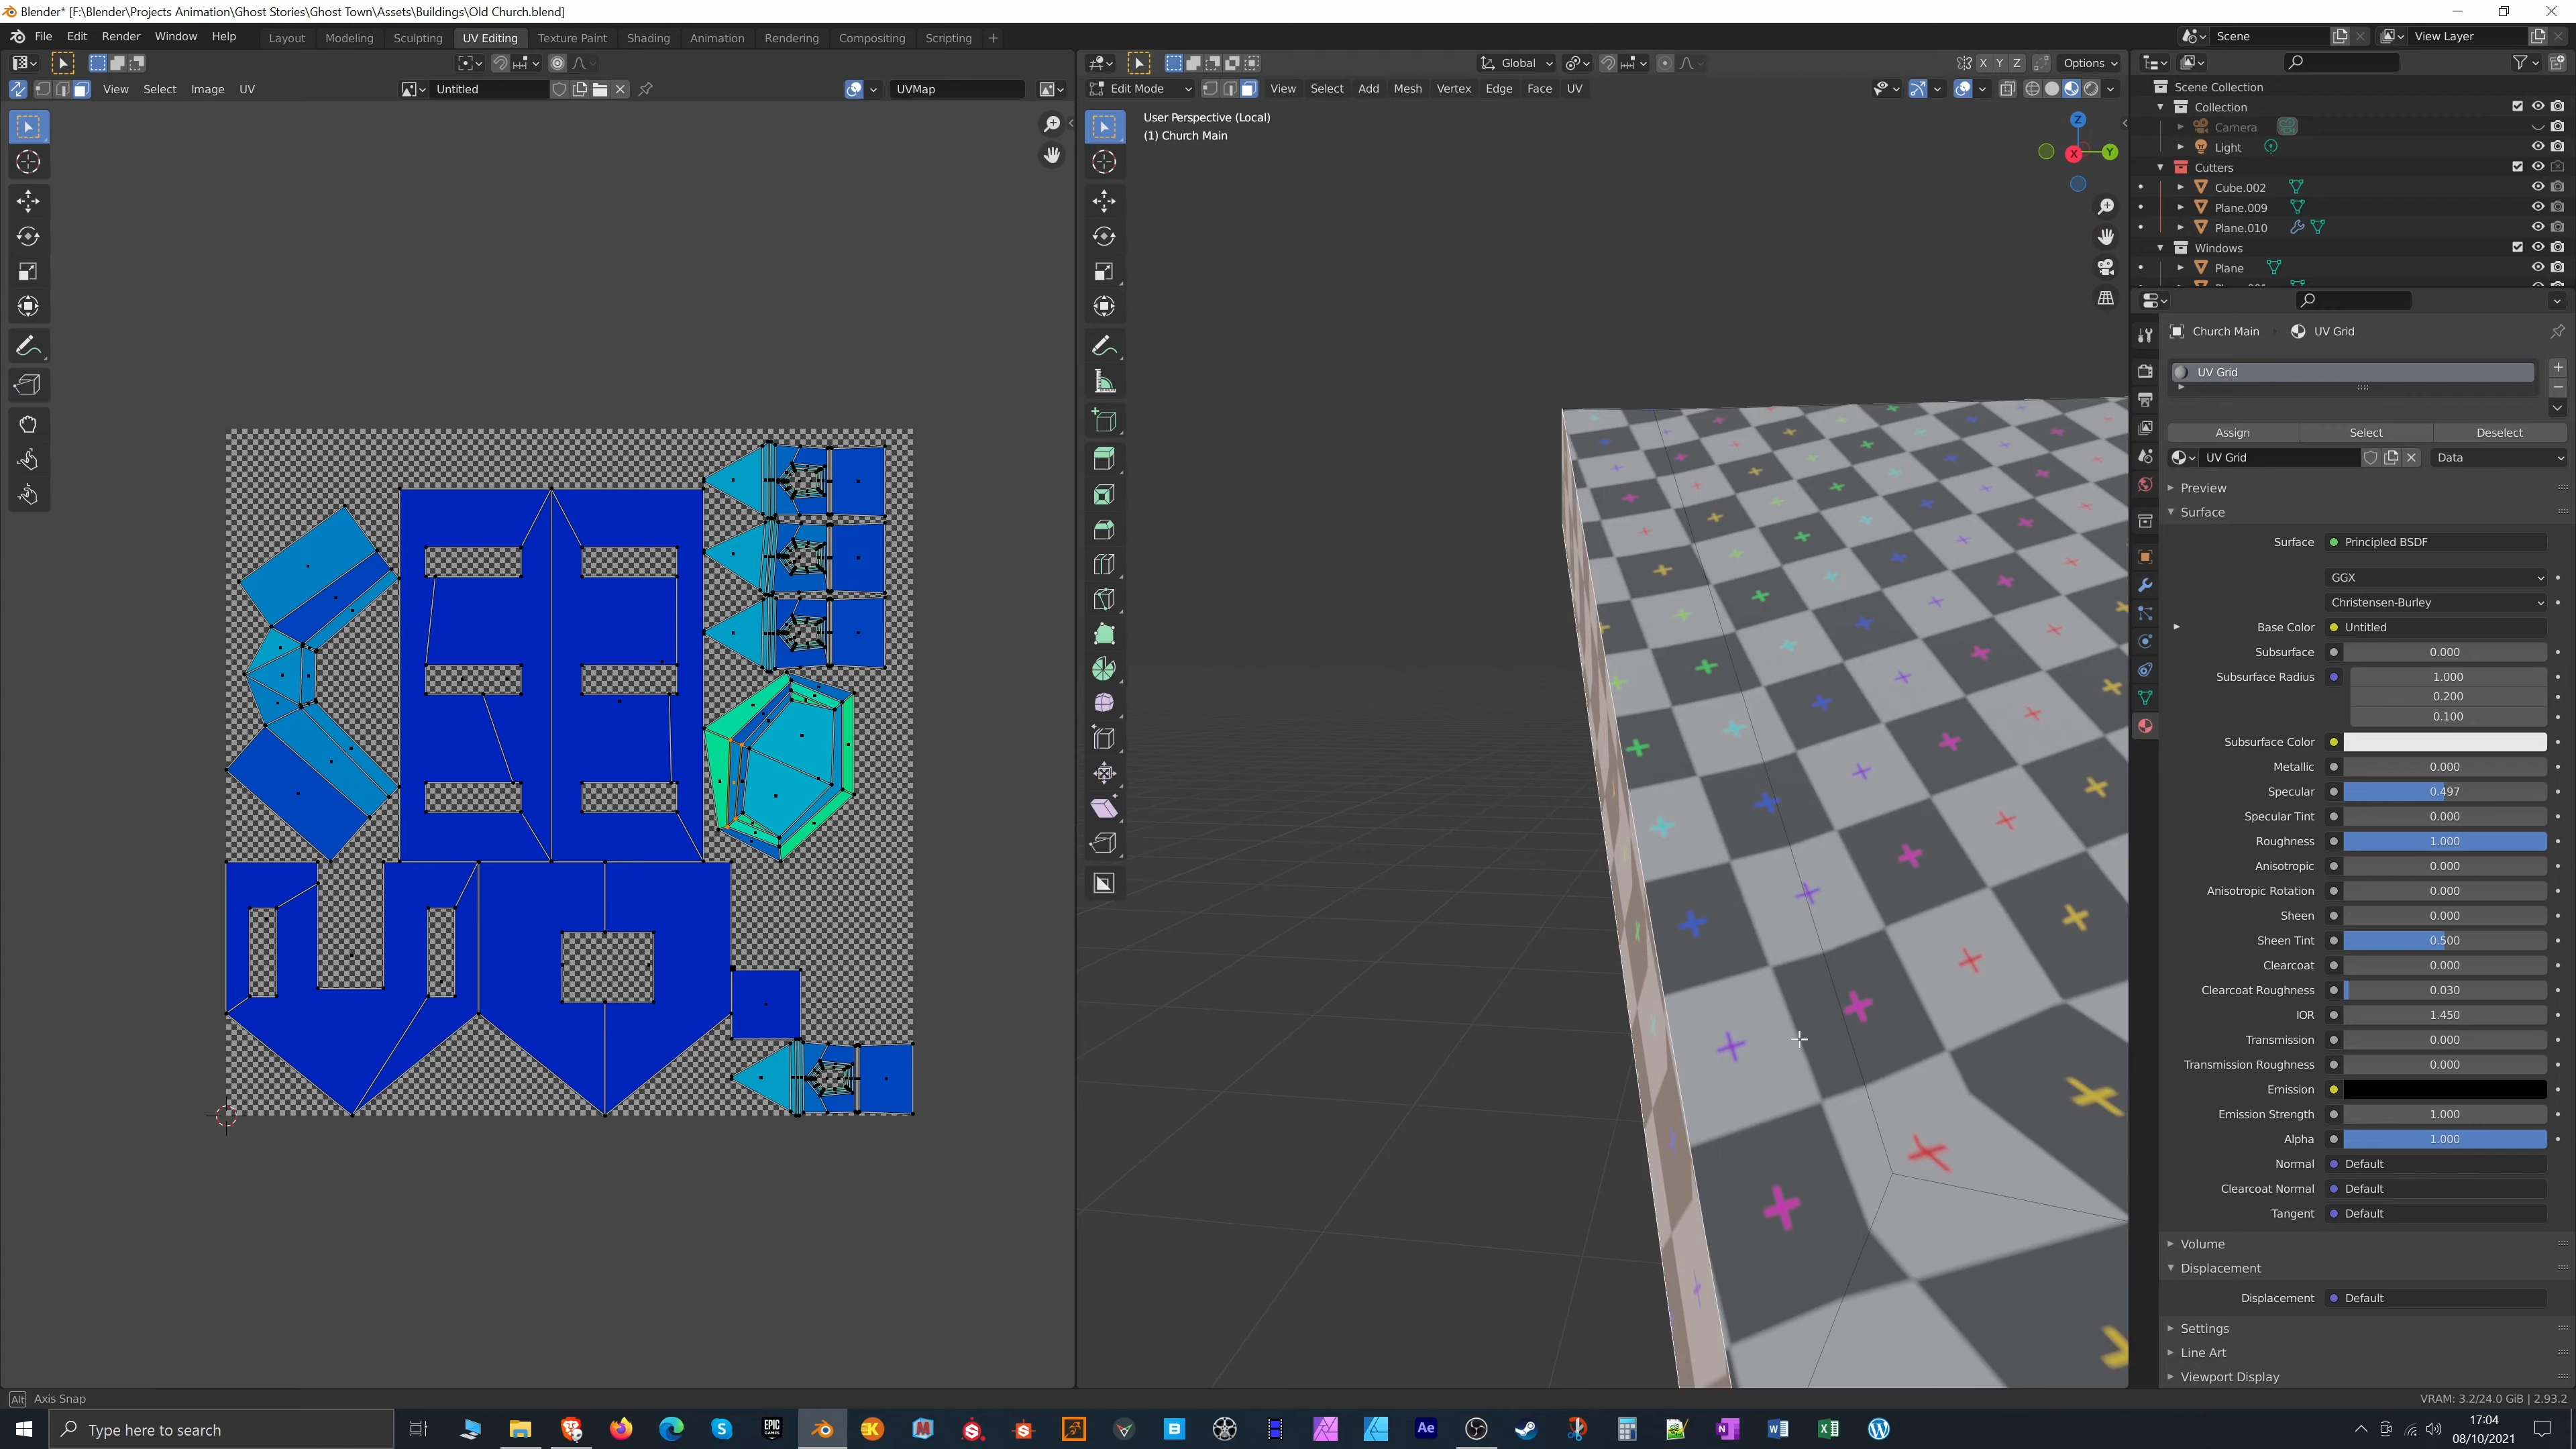 Blender* [F:\Blender\Projects Animation\Ghost Stories\Ghost Town\Assets\Buildings\Old Church.blend]
File Edit Render Window Help
Layout Modeling Sculpting UV Editing Texture Paint Shading Animation Rendering Compositing Scripting +
Scene
View Layer
Global
X Y Z
Options
View Select Image UV
Untitled
UVMap
Edit Mode
View Select Add Mesh Vertex Edge Face UV
User Perspective (Local)
(1) Church Main
Z
X
Y
Scene Collection
Collection
Camera
Light
Cutters
Cube.002
Plane.009
Plane.010
Windows
Plane
Church Main
UV Grid
UV Grid
Assign
Select
Deselect
UV Grid
Data
Preview
Surface
Surface Principled BSDF
GGX
Christensen-Burley
Base Color Untitled
Subsurface 0.000
Subsurface Radius 1.000
0.200
0.100
Subsurface Color
Metallic 0.000
Specular 0.497
Specular Tint 0.000
Roughness 1.000
Anisotropic 0.000
Anisotropic Rotation 0.000
Sheen 0.000
Sheen Tint 0.500
Clearcoat 0.000
Clearcoat Roughness 0.030
IOR 1.450
Transmission 0.000
Transmission Roughness 0.000
Emission
Emission Strength 1.000
Alpha 1.000
Normal Default
Clearcoat Normal Default
Tangent Default
Volume
Displacement
Displacement Default
Settings
Line Art
Viewport Display
Alt Axis Snap
VRAM: 3.2/24.0 GiB | 2.93.2
Type here to search
EPIC GAMES
Ae
17:04
08/10/2021